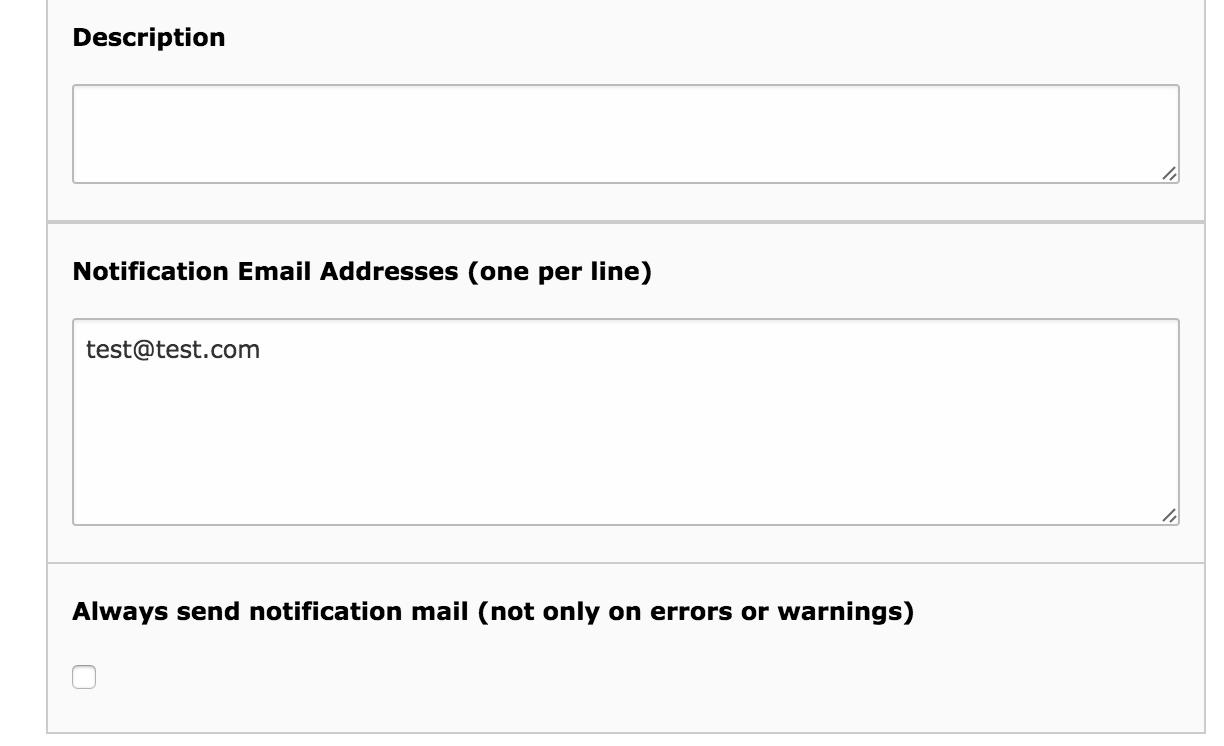 Description
Notification Email Addresses (one per line)
test@test.com
Always send notification mail (not only on errors or warnings)